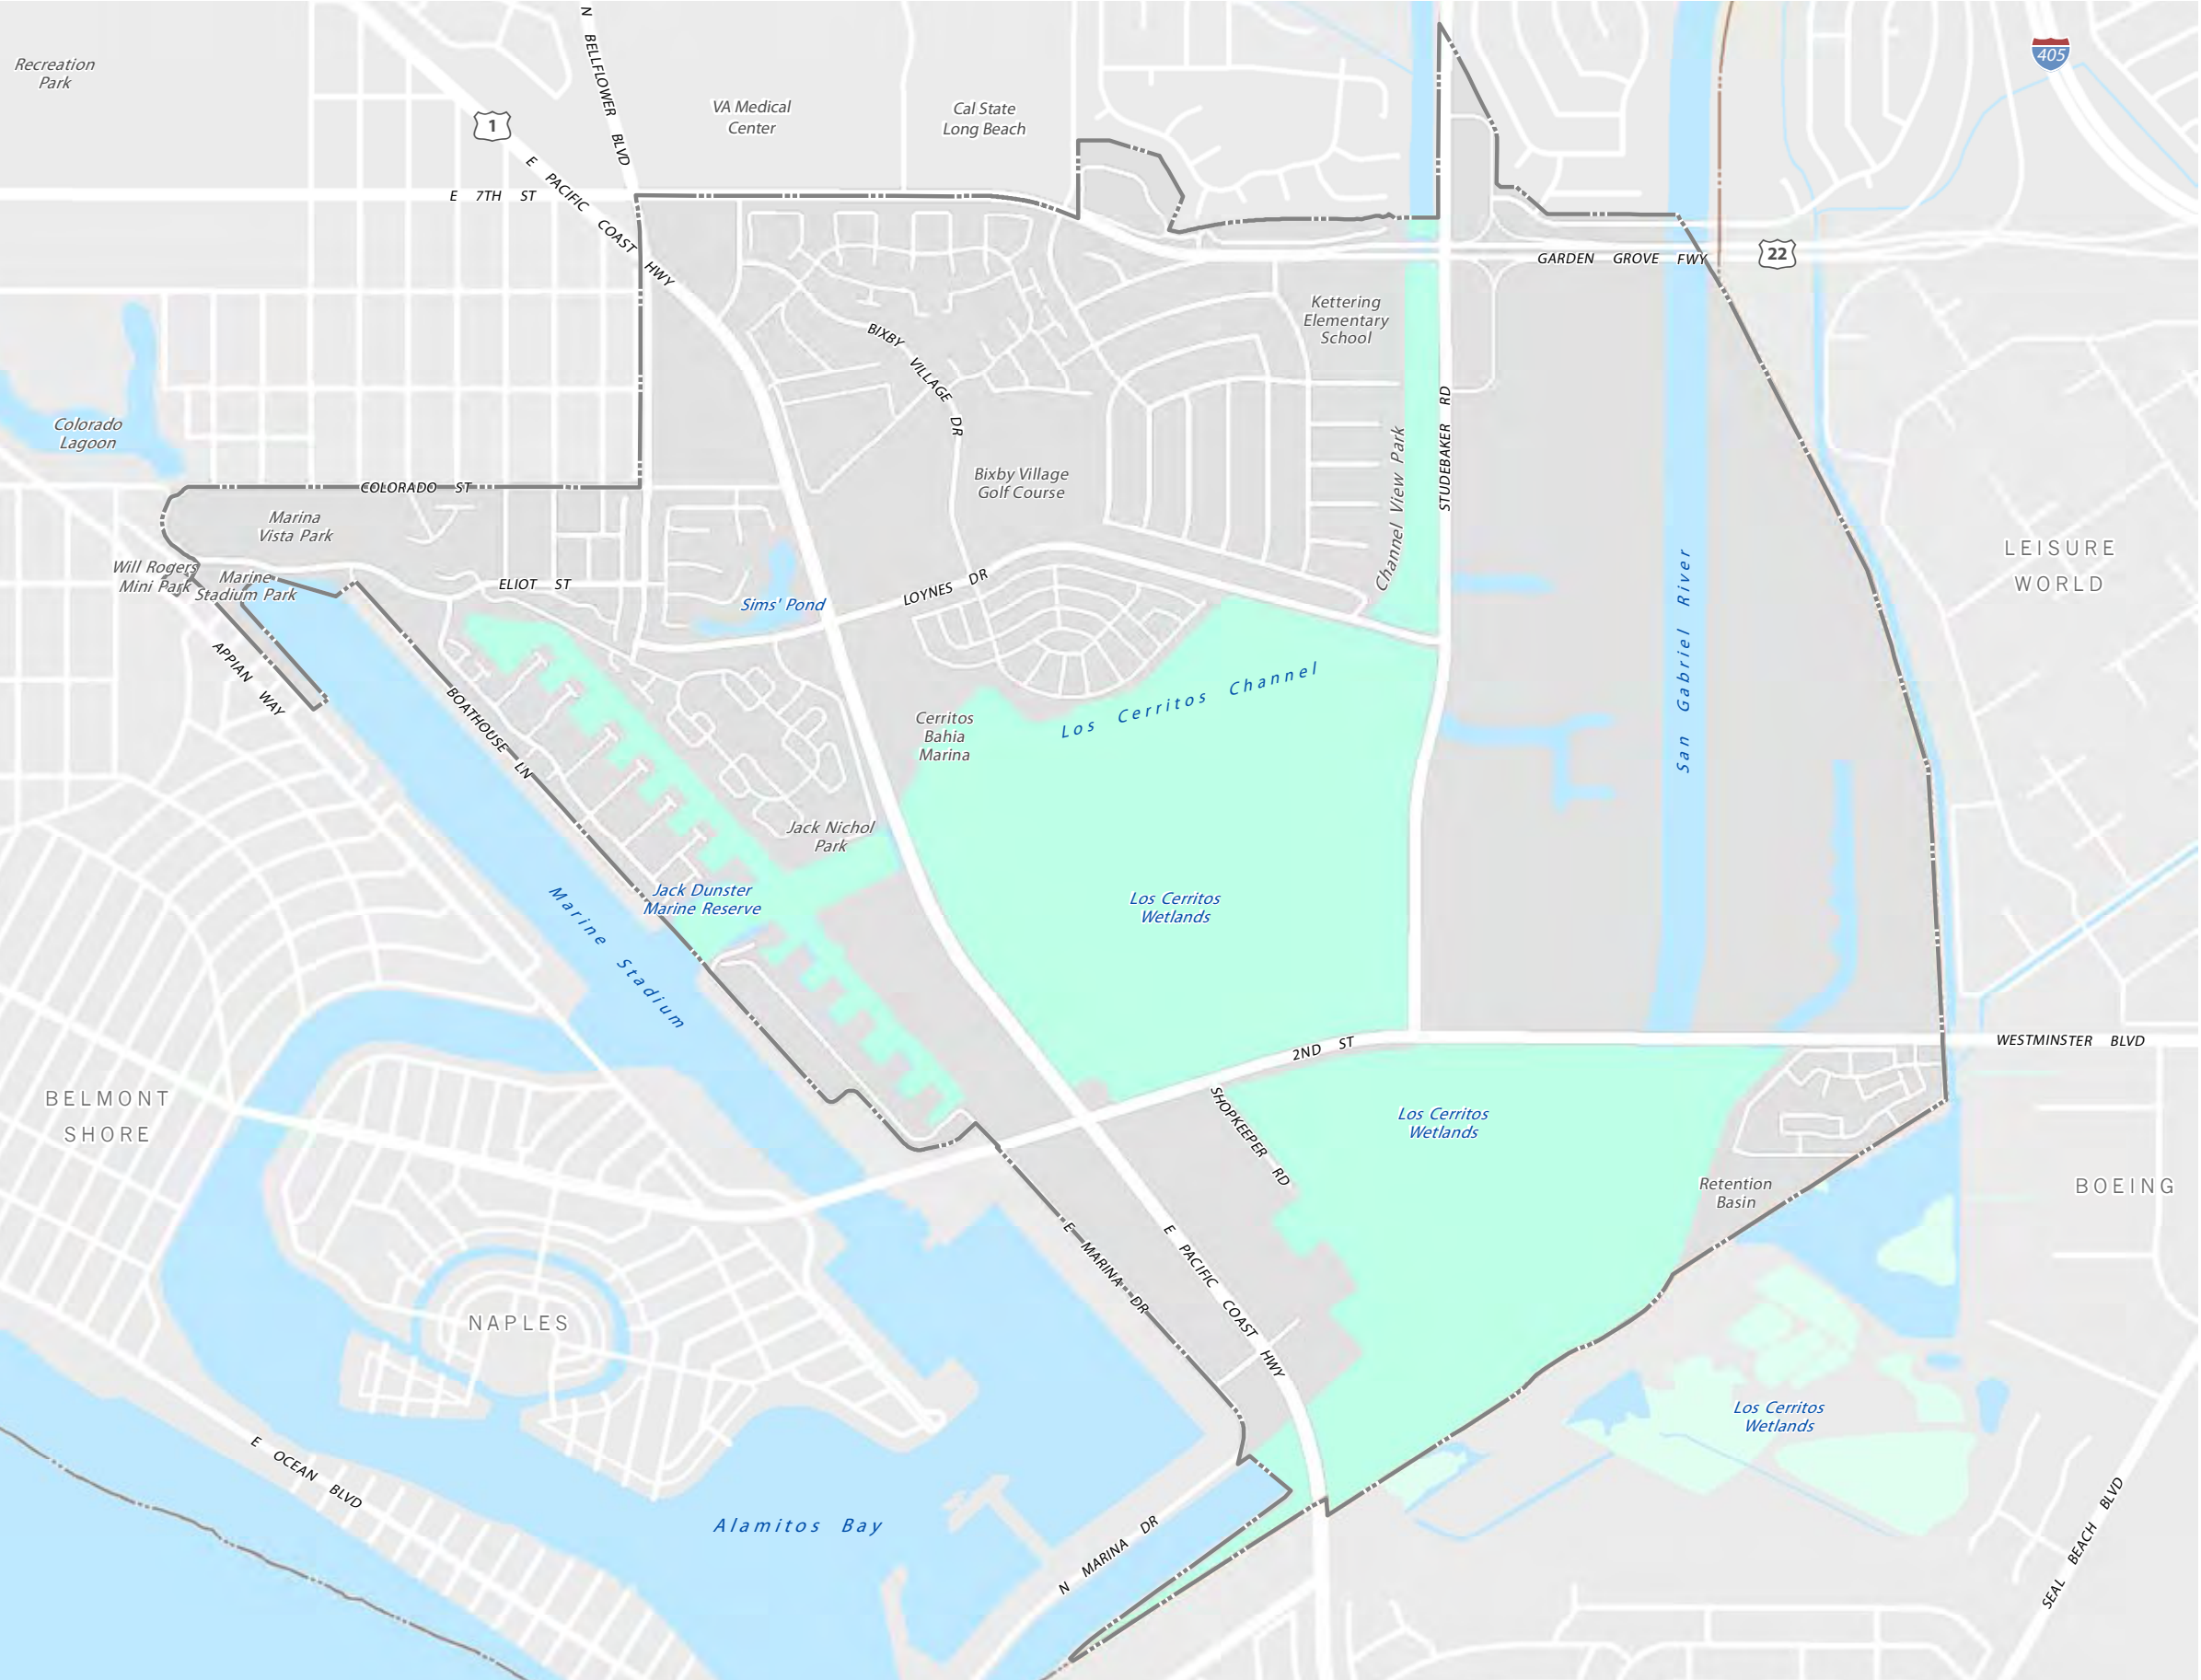 N BELLFLOWER BLVD
Recreation
Park
405
VA Medical
Center
Cal State
Long Beach
1
E 7TH ST
E PACIFIC COAST HWY
GARDEN GROVE FWY
22
Kettering
Elementary
School
BIXBY VILLAGE DR
Colorado
Lagoon
COLORADO ST
Bixby Village
Golf Course
Channel View Park
STUDEBAKER RD
Marina
Vista Park
LEISURE
WORLD
Will Rogers
Mini Park
Marine
Stadium Park
ELIOT ST
LOYNES DR
Sims' Pond
San Gabriel River
APPIAN WAY
BOATHOUSE LN
Los Cerritos Channel
Cerritos
Bahia
Marina
Jack Nichol
Park
Jack Dunster
Marine Reserve
Marine Stadium
Los Cerritos
Wetlands
2ND ST
WESTMINSTER BLVD
BELMONT
SHORE
SHOPKEEPER RD
Los Cerritos
Wetlands
Retention
Basin
BOEING
E MARINA DR
E PACIFIC COAST HWY
NAPLES
Los Cerritos
Wetlands
E OCEAN BLVD
Alamitos Bay
N MARINA DR
SEAL BEACH BLVD